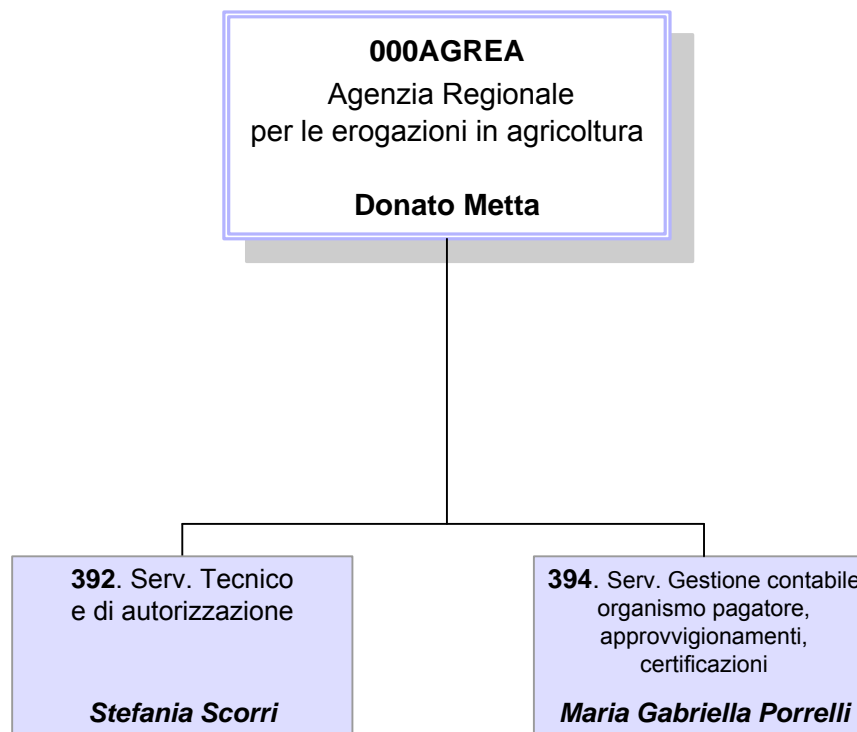 000AGREA
Agenzia Regionale
per le erogazioni in agricoltura
Donato Metta
392. Serv. Tecnico
e di autorizzazione
Stefania Scorri
394. Serv. Gestione contabile
organismo pagatore,
approvvigionamenti,
certificazioni
Maria Gabriella Porrelli